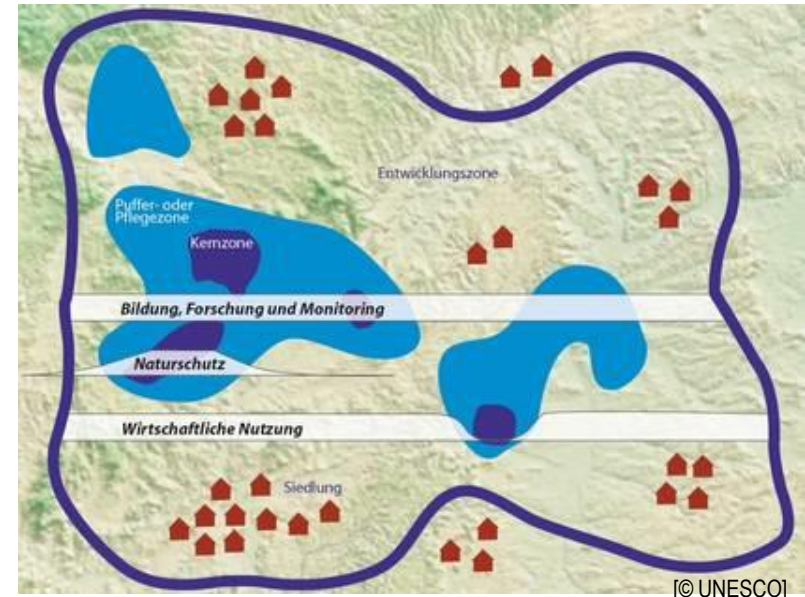 Entwicklungszone
Puffer- oder
Pflegezone
Kernzone
Bildung, Forschung und Monitoring
Naturschutz
Wirtschaftliche Nutzung
Siedlung
[© UNESCO]